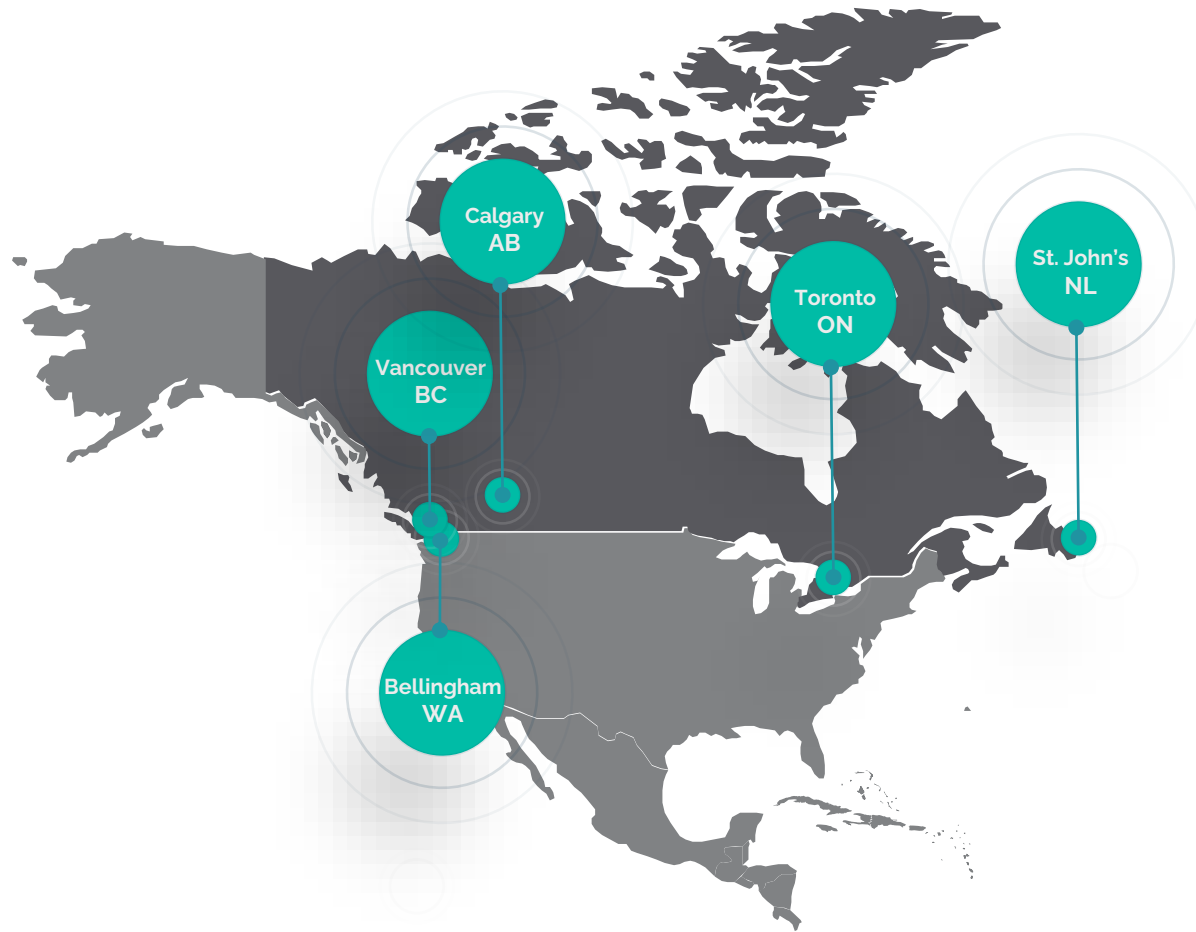 Calgary
AB
St. John’s
NL
Toronto
ON
Vancouver
BC
Bellingham
WA